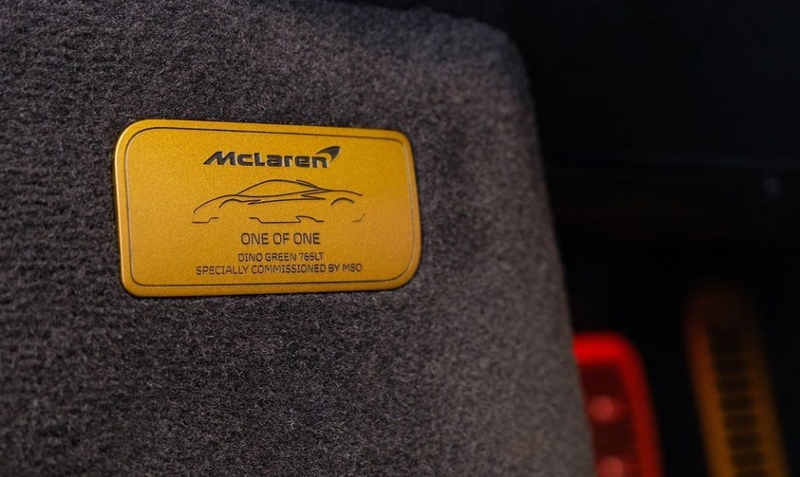 McLaren
ONE OF ONE
DINO GREEN 765LT
SPECIALLY COMMISSIONED BY MSO